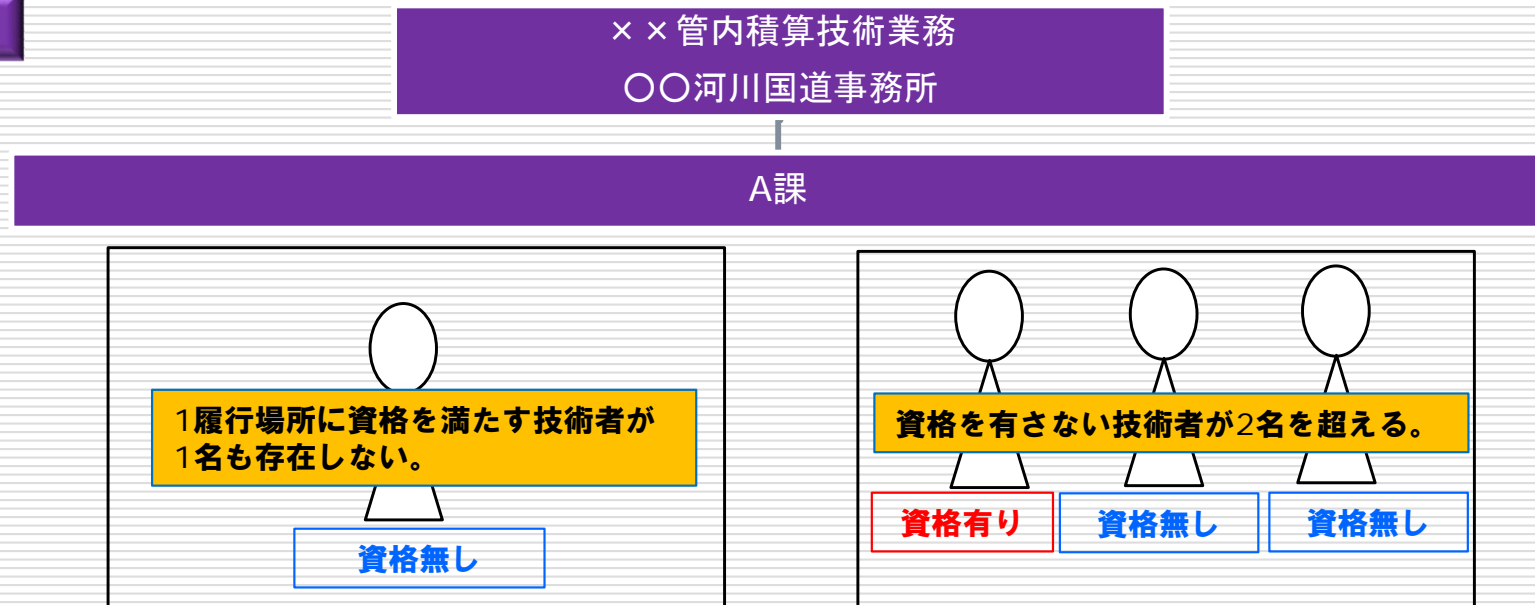 ××管内積算技術業務
〇〇河川国道事務所
A課
1履行場所に資格を満たす技術者が
1名も存在しない。
資格無し
資格を有さない技術者が2名を超える。
資格有り
資格無し
資格無し